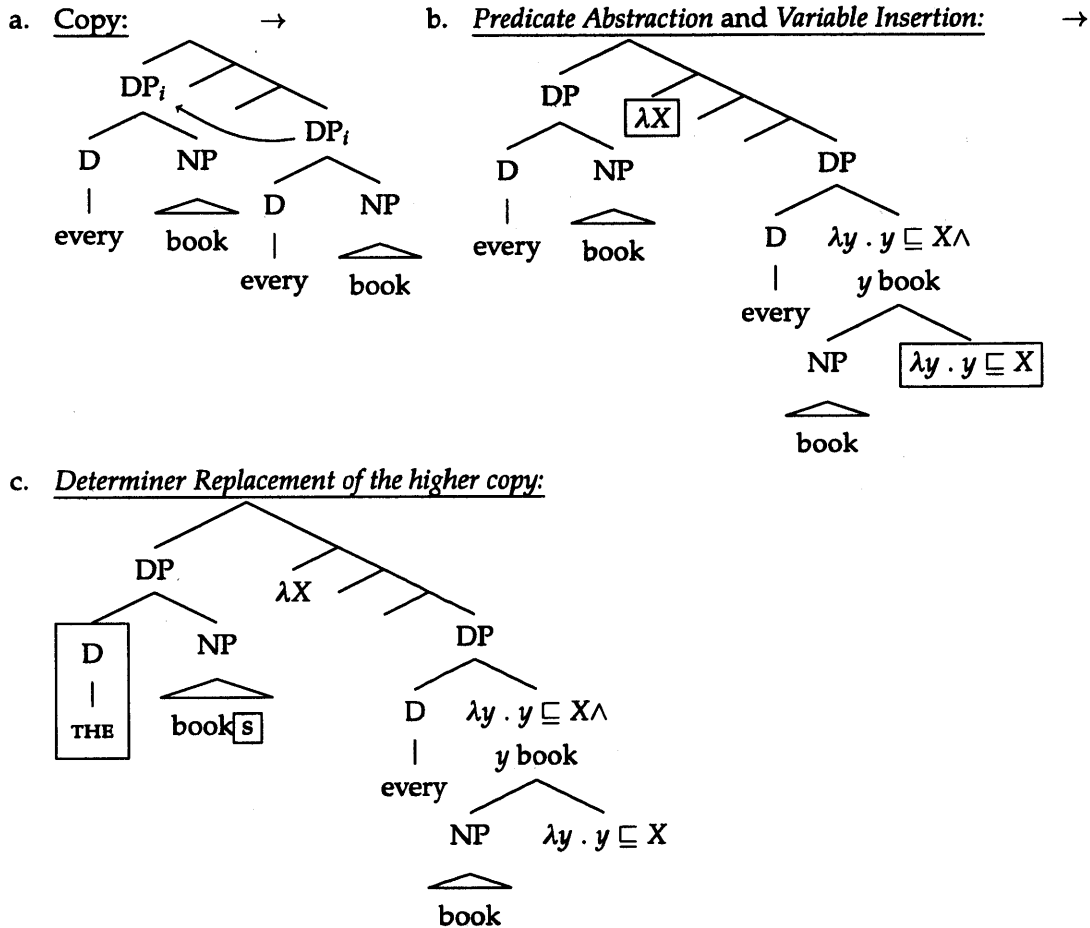 a. Copy: →
DPᵢ
DPᵢ
D NP
D NP
every book
every book
b. Predicate Abstraction and Variable Insertion: →
DP λX
D NP
DP
every book
D λy . y ⊑ X∧
y book
every
NP λy . y ⊑ X
book
c. Determiner Replacement of the higher copy:
DP
λX
D NP
DP
THE books
D λy . y ⊑ X∧
y book
every
NP λy . y ⊑ X
book